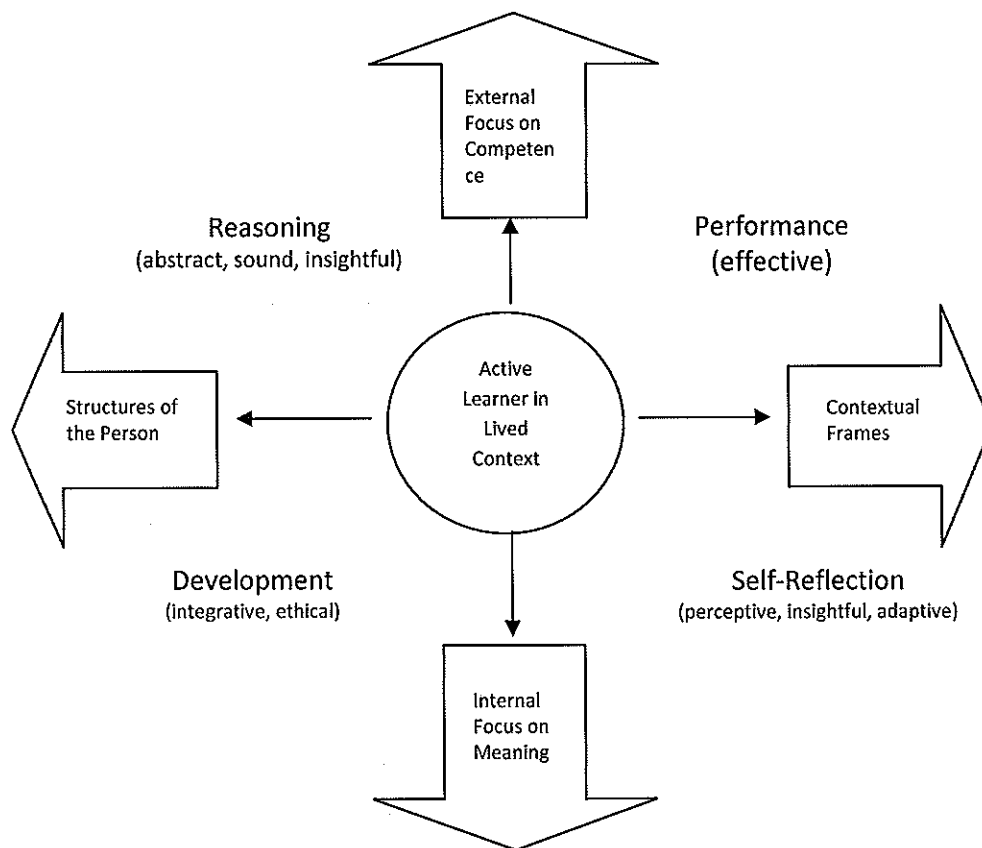 External
Focus on
Competen
ce
Reasoning
(abstract, sound, insightful)
Performance
(effective)
Structures of
the Person
Active
Learner in
Lived
Context
Contextual
Frames
Development
(integrative, ethical)
Self-Reflection
(perceptive, insightful, adaptive)
Internal
Focus on
Meaning